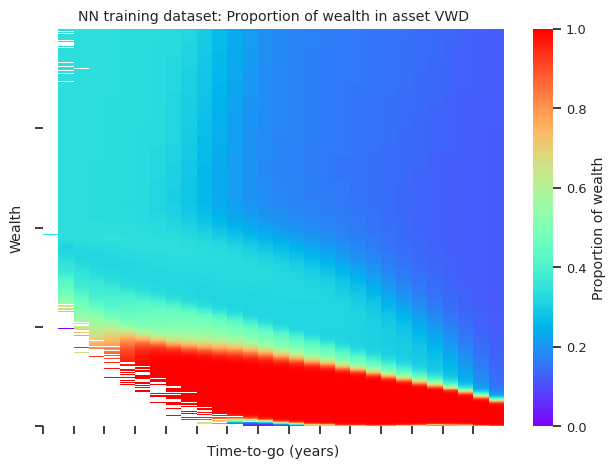 NN training dataset: Proportion of wealth in asset VWD
Wealth
Time-to-go (years)
1.0
0.8
0.6
0.4
0.2
0.0
Proportion of wealth